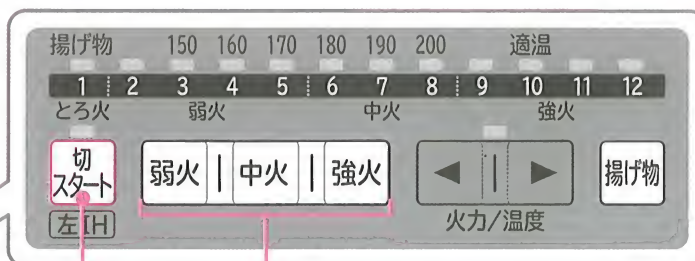 揚げ物 150 160 170 180 190 200 適温
1 2 3 4 5 6 7 8 9 10 11 12
とろ火 弱火 中火 強火
切
スタート
弱火 中火 強火
◀ ▶
揚げ物
左IH
火力/温度